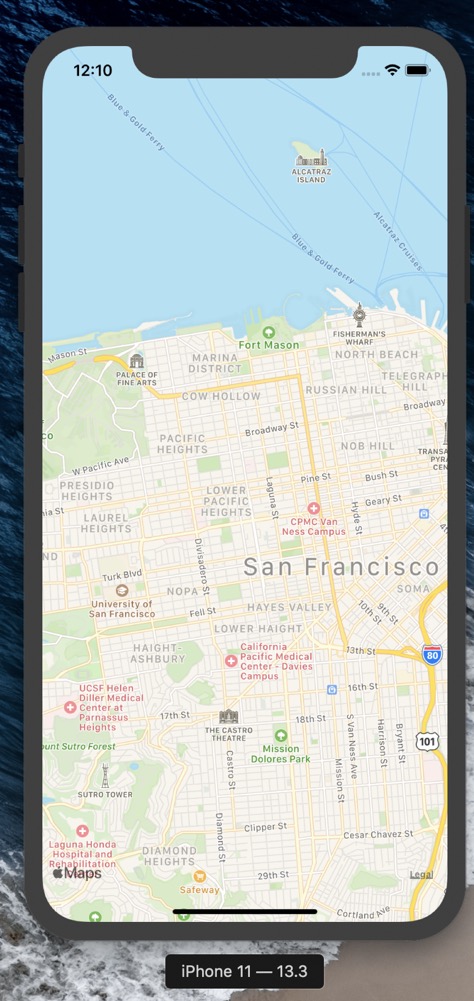 12:10
Blue & Gold Ferry
ALCATRAZ
ISLAND
Alcatraz Cruises
Blue & Gold Ferry
FISHERMAN'S
WHARF
Fort Mason
Mason St
MARINA
DISTRICT
NORTH BEACH
PALACE OF
FINE ARTS
TELEGRAPH
HILL
RUSSIAN HILL
COW HOLLOW
Broadway
Broadway St
PACIFIC
HEIGHTS
NOB HILL
W Pacific Ave
Pine St
Bush St
PRESIDIO
HEIGHTS
LOWER
PACIFIC
HEIGHTS
Laguna St
Geary St
Hyde St
LAUREL
HEIGHTS
CPMC Van
Ness Campus
Divisadero St
San Francisco
Turk Blvd
NOPA
SOMA
University of
San Francisco
Fell St
HAYES VALLEY
9th St
10th St
LOWER HAIGHT
HAIGHT-
ASHBURY
California
Pacific Medical
Center - Davies
Campus
13th St
80
UCSF Helen
Diller Medical
Center at
Parnassus
Heights
16th St
17th St
THE CASTRO
THEATRE
18th St
S Van Ness Ave
Harrison St
Bryant St
101
ount Sutro Forest
Mission
Dolores Park
Castro St
Mission St
SUTRO TOWER
Diamond St
Clipper St
Cesar Chavez St
Laguna Honda
Hospital and
Rehabilitation
DIAMOND
HEIGHTS
Maps
29th St
Legal
Safeway
Cortland Ave
iPhone 11 — 13.3